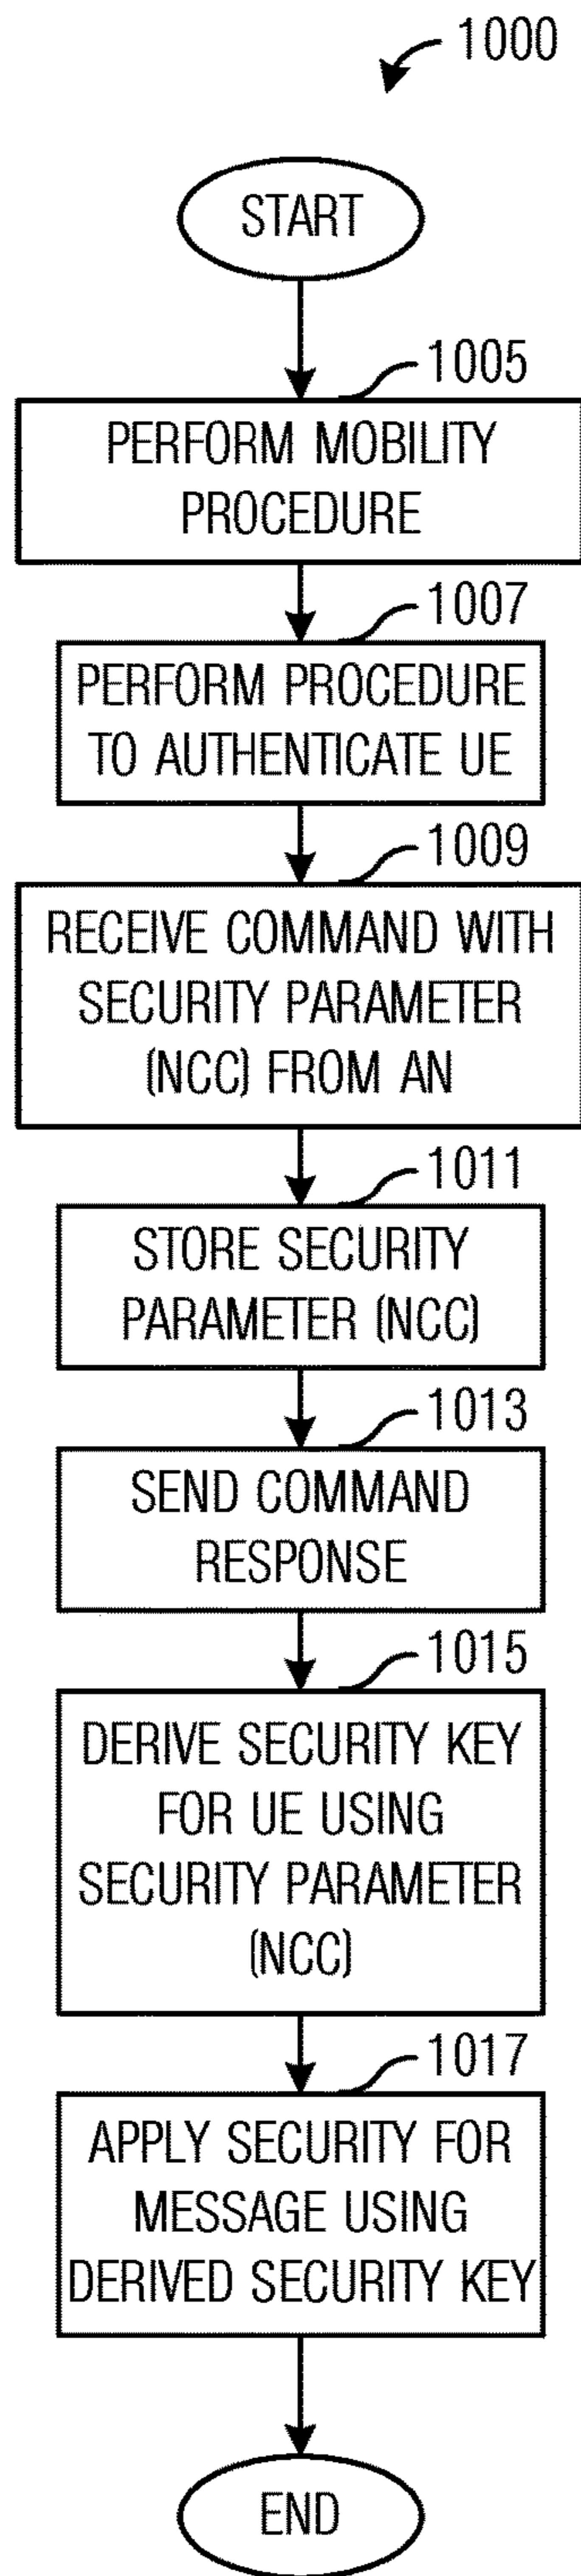 1000
START
1005
PERFORM MOBILITY
PROCEDURE
1007
PERFORM PROCEDURE
TO AUTHENTICATE UE
1009
RECEIVE COMMAND WITH
SECURITY PARAMETER
(NCC) FROM AN
1011
STORE SECURITY
PARAMETER (NCC)
1013
SEND COMMAND
RESPONSE
1015
DERIVE SECURITY KEY
FOR UE USING
SECURITY PARAMETER
(NCC)
1017
APPLY SECURITY FOR
MESSAGE USING
DERIVED SECURITY KEY
END